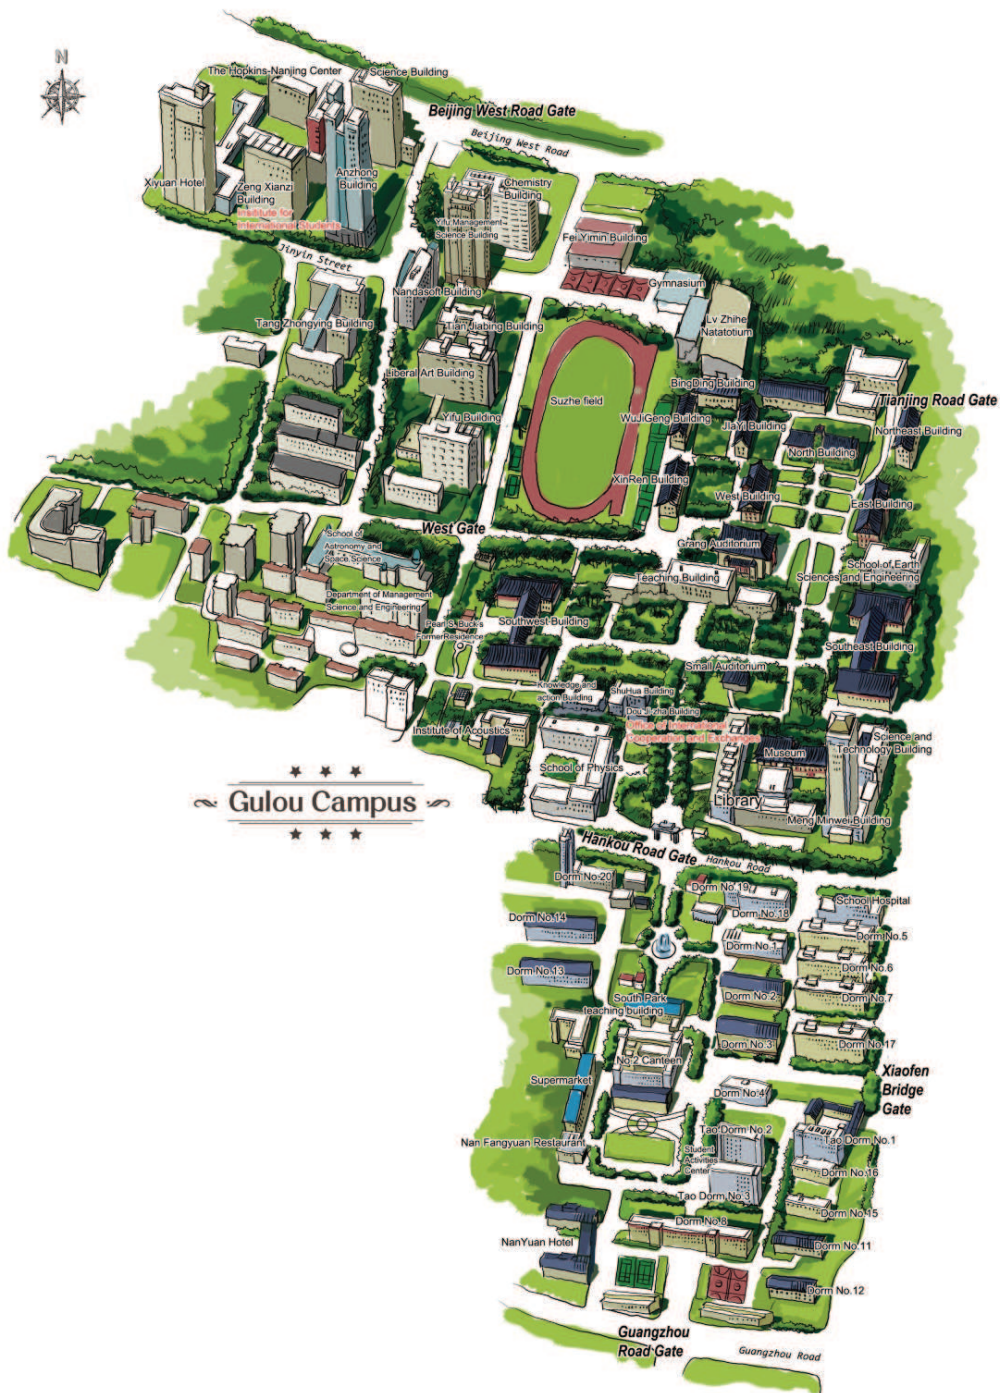 N
The Hopkins-Nanjing Center
Science Building
Beijing West Road Gate
Beijing West Road
Xiyuan Hotel
Zeng Xianzi
Building
Institute for
International Students
Anzhong
Building
Chemistry
Building
Yifu Management
Science Building
Fei Yimin Building
Jinyin Street
Nandasoft Building
Gymnasium
Tang Zhongying Building
Tian Jiabing Building
Lv Zhihe
Natatotium
Liberal Art Building
BingDing Building
Suzhe field
Tianjing Road Gate
Yifu Building
WuJiGeng Building
JIaYi Building
Northeast Building
North Building
XinRen Building
West Building
East Building
West Gate
School of
Astronomy and
Space Science
Grang Auditorium
School of Earth
Sciences and Engineering
Teaching Building
Department of Management
Science and Engineering
Pearl S. Buck's
Former Residence
Southwest Building
Southeast Building
Small Auditorium
Knowledge and
action Building
ShuHua Building
Dou Ji zha Building
Office of International
Cooperation and Exchanges
Institute of Acoustics
Science and
Technology Building
Museum
School of Physics
Library
Meng Minwei Building
Gulou Campus
Hankou Road Gate
Hankou Road
Dorm No.20
Dorm No.19
Dorm No.18
School Hospital
Dorm No.14
Dorm No.1
Dorm No.5
Dorm No.13
Dorm No.6
Dorm No.2
Dorm No.7
South Park
teaching building
Dorm No.3
Dorm No.17
No.2 Canteen
Xiaofen
Bridge
Gate
Supermarket
Dorm No.4
Tao Dorm No.2
Tao Dorm No.1
Nan Fangyuan Restaurant
Student
Activities
Center
Dorm No.16
Tao Dorm No.3
Dorm No.15
Dorm No.8
NanYuan Hotel
Dorm No.11
Dorm No.12
Guangzhou
Road Gate
Guangzhou Road